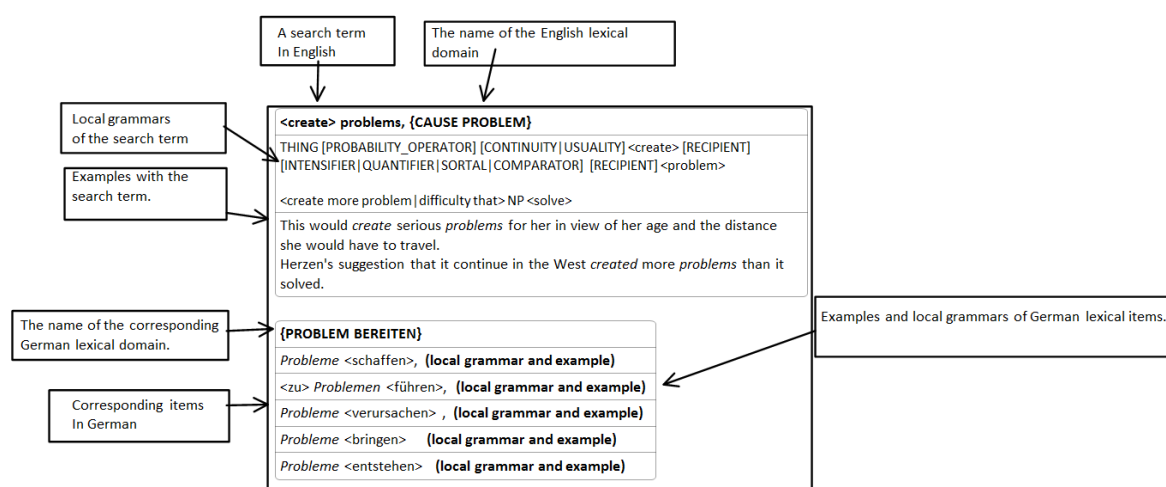 A search term
In English
The name of the English lexical
domain
Local grammars
of the search term
Examples with the
search term.
<create> problems, {CAUSE PROBLEM}
THING [PROBABILITY_OPERATOR] [CONTINUITY|USUALITY] <create> [RECIPIENT]
[INTENSIFIER|QUANTIFIER|SORTAL|COMPARATOR] [RECIPIENT] <problem>
<create more problem|difficulty that> NP <solve>
This would create serious problems for her in view of her age and the distance
she would have to travel.
Herzen's suggestion that it continue in the West created more problems than it
solved.
The name of the corresponding
German lexical domain.
Corresponding items
In German
{PROBLEM BEREITEN}
Probleme <schaffen>, (local grammar and example)
<zu> Problemen <führen>, (local grammar and example)
Probleme <verursachen> , (local grammar and example)
Probleme <bringen> (local grammar and example)
Probleme <entstehen> (local grammar and example)
Examples and local grammars of German lexical items.